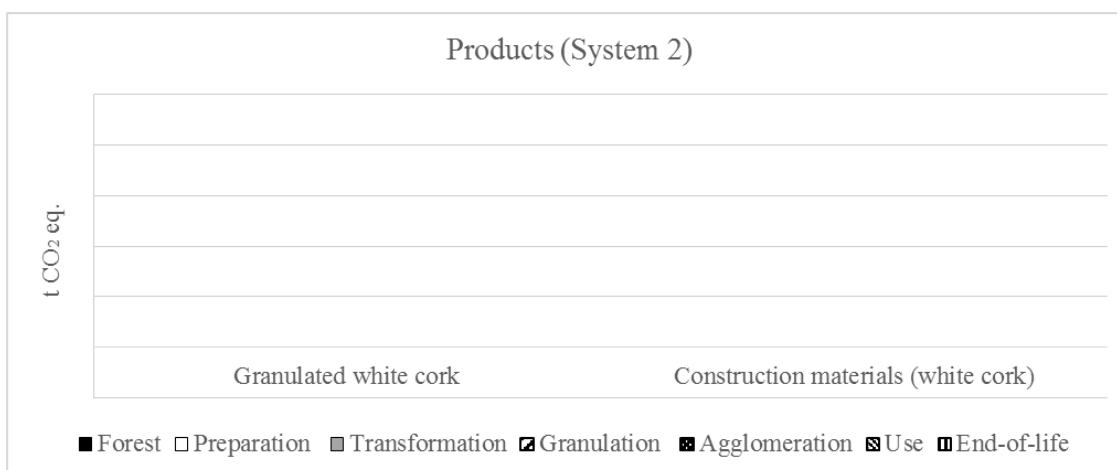 Products (System 2)
t CO₂ eq.
Granulated white cork
Construction materials (white cork)
Forest Preparation Transformation Granulation Agglomeration Use End-of-life